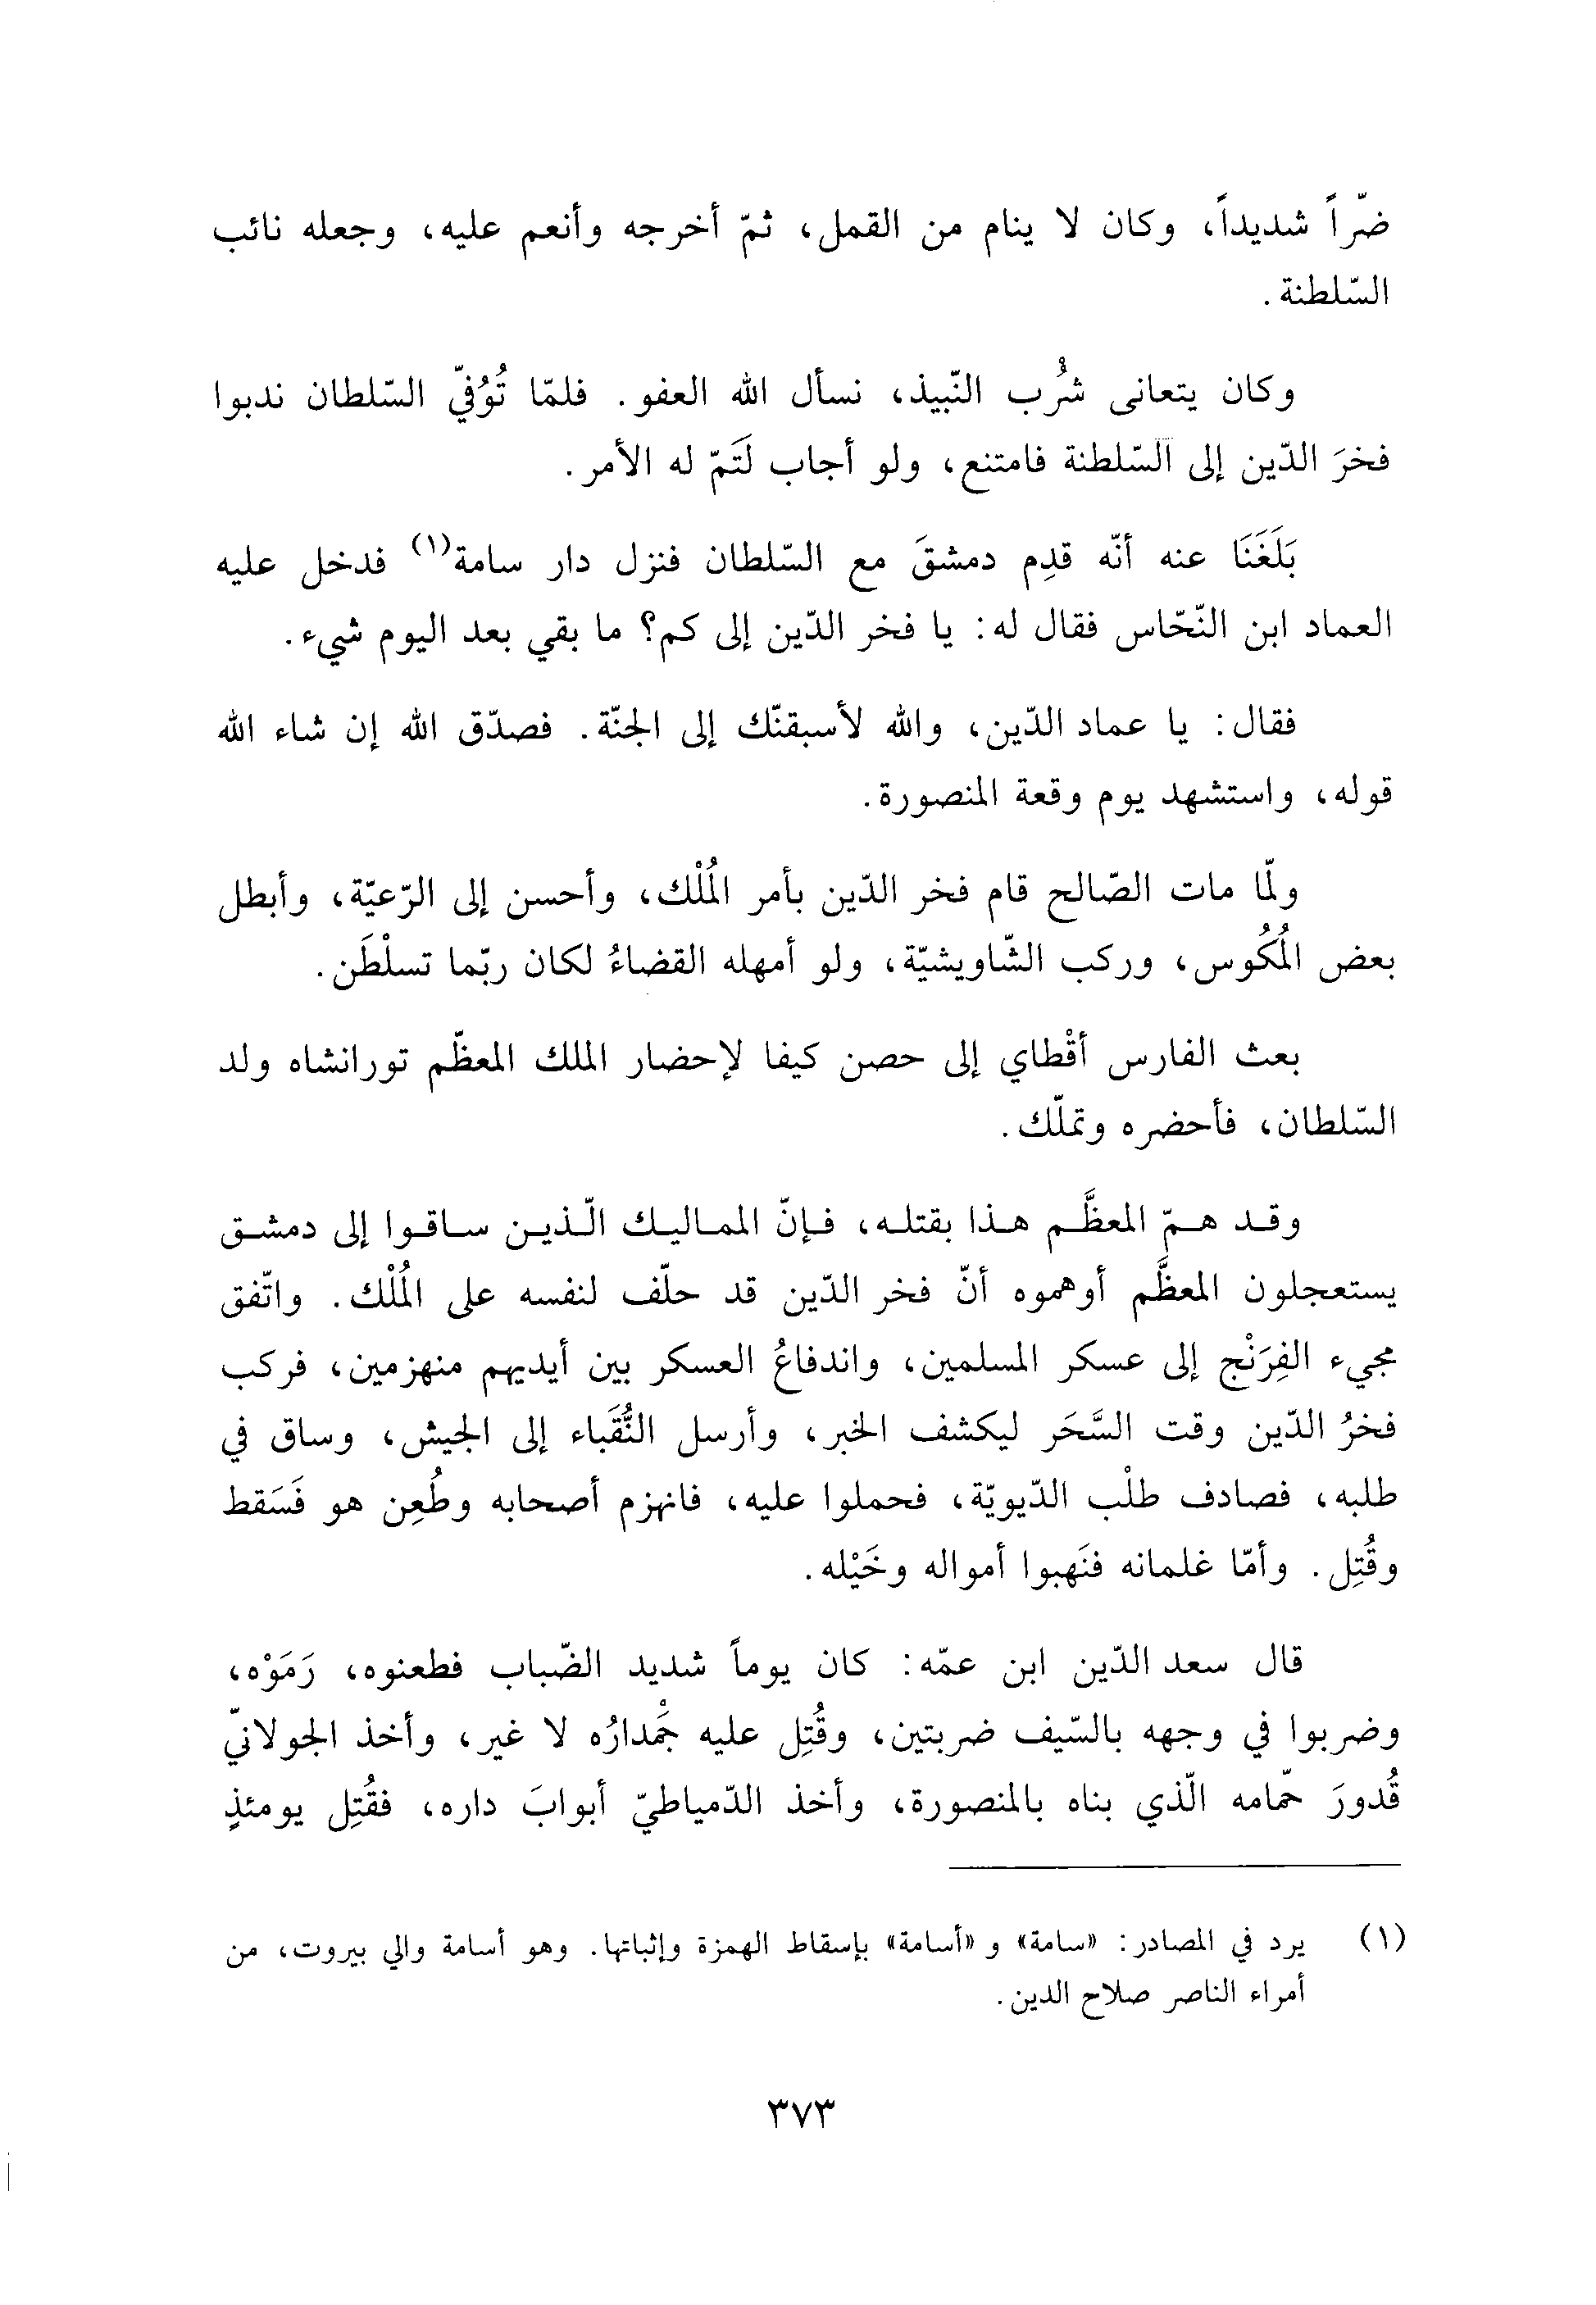 ضّراً شديداً، وكان لا ينام من القمل، ثمّ أخرجه وأنعم عليه، وجعله نائب
السّلطنة.
وكان يتعانى شُرْب النّبيذ، نسأل الله العفو. فلمّا تُوُفيّ السّلطان ندبوا
فخرَ الدّين إلى السّلطنة فامتنع، ولو أجاب لَتَمّ له الأمر.
بَلَغَنَا عنه أنّه قدِم دمشقَ مع السّلطان فنزل دار سامة(١) فدخل عليه
العماد ابن النّحّاس فقال له: يا فخر الدّين إلى كم؟ ما بقي بعد اليوم شيء.
فقال: يا عماد الدّين، والله لأسبقنّك إلى الجنّة. فصدّق الله إن شاء الله
قوله، واستشهد يوم وقعة المنصورة.
ولمّا مات الصّالح قام فخر الدّين بأمر المُلْك، وأحسن إلى الرّعيّة، وأبطل
بعض المُكُوس، وركب الشّاويشيّة، ولو أمهله القضاءُ لكان ربّما تسلْطَن.
بعث الفارس أقْطاي إلى حصن كيفا لإحضار الملك المعظّم تورانشاه ولد
السّلطان، فأحضره وتملّك.
وقد همّ المعظَّم هذا بقتله، فإنّ المماليك الّذين ساقوا إلى دمشق
يستعجلون المعظَّم أوهموه أنّ فخر الدّين قد حلّف لنفسه على المُلْك. واتّفق
مجيء الفِرَنْج إلى عسكر المسلمين، واندفاعُ العسكر بين أيديهم منهزمين، فركب
فخرُ الدّين وقت السَّحَر ليكشف الخبر، وأرسل النُّقَباء إلى الجيش، وساق في
طلبه، فصادف طلْب الدّيويّة، فحملوا عليه، فانهزم أصحابه وطُعِن هو فَسَقط
وقُتِل. وأمّا غلمانه فنَهبوا أمواله وخَيْله.
قال سعد الدّين ابن عمّه: كان يوماً شديد الضّباب فطعنوه، رَمَوْه،
وضربوا في وجهه بالسّيف ضربتين، وقُتِل عليه جَمْدارُه لا غير، وأخذ الجولانيّ
قُدورَ حمّامه الّذي بناه بالمنصورة، وأخذ الدّمياطيّ أبوابَ داره، فقُتِل يومئذٍ
(١) يرد في المصادر: «سامة» و «أسامة» بإسقاط الهمزة وإثباتها. وهو أسامة والي بيروت، من
أمراء الناصر صلاح الدين.
٣٧٣